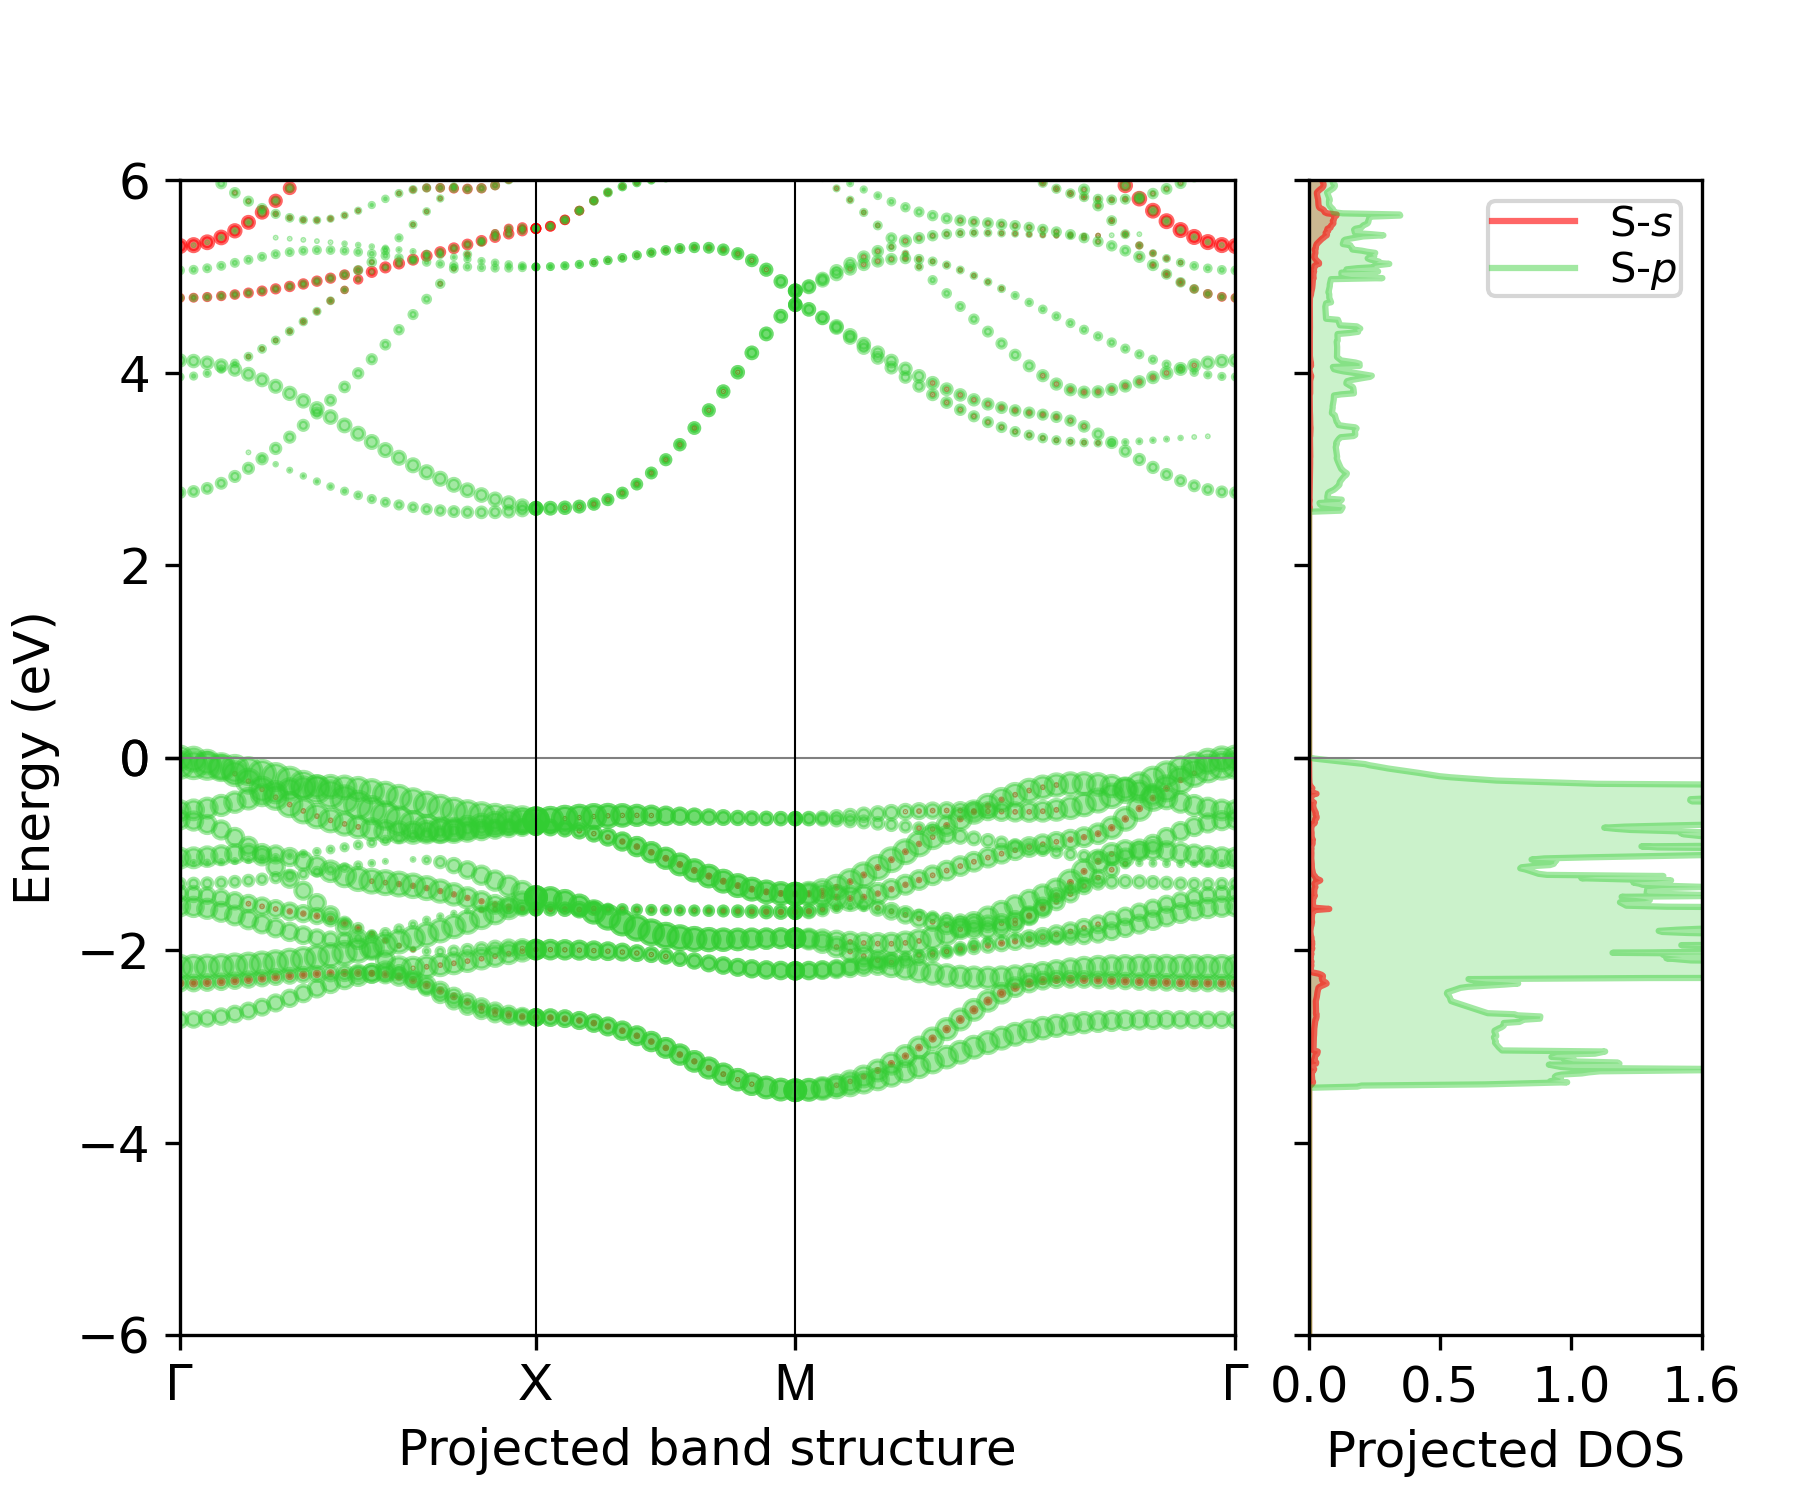 6
4
2
0
−2
−4
−6
Energy (eV)
Γ X M Γ
Projected band structure
S-s
S-p
0.0 0.5 1.0 1.6
Projected DOS